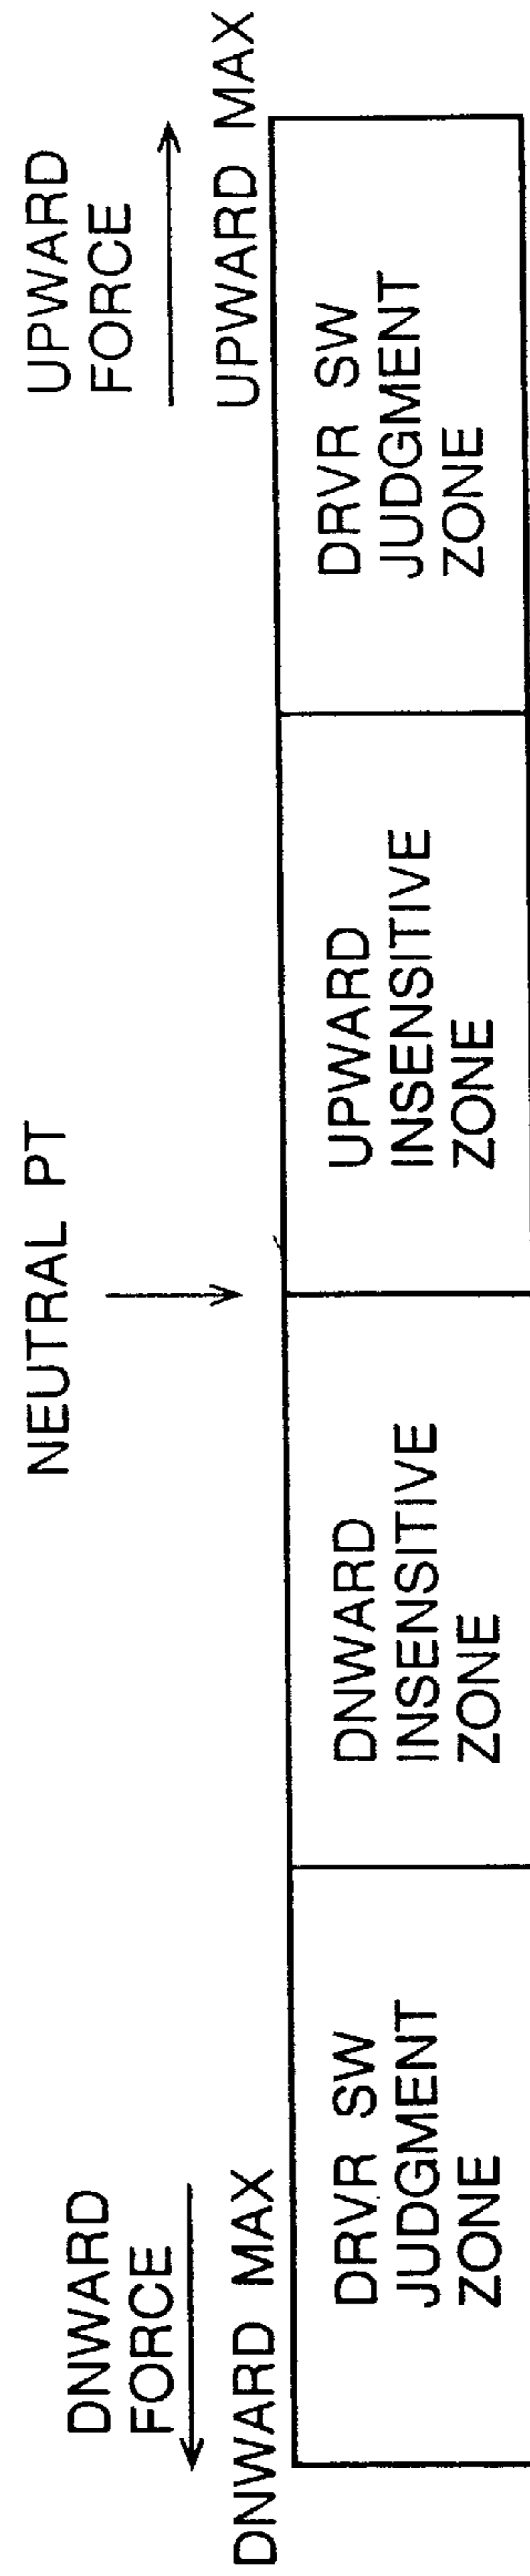 DNWARD
FORCE
DNWARD MAX
NEUTRAL PT
UPWARD
FORCE
UPWARD MAX
DRVR SW
JUDGMENT
ZONE
DNWARD
INSENSITIVE
ZONE
UPWARD
INSENSITIVE
ZONE
DRVR SW
JUDGMENT
ZONE